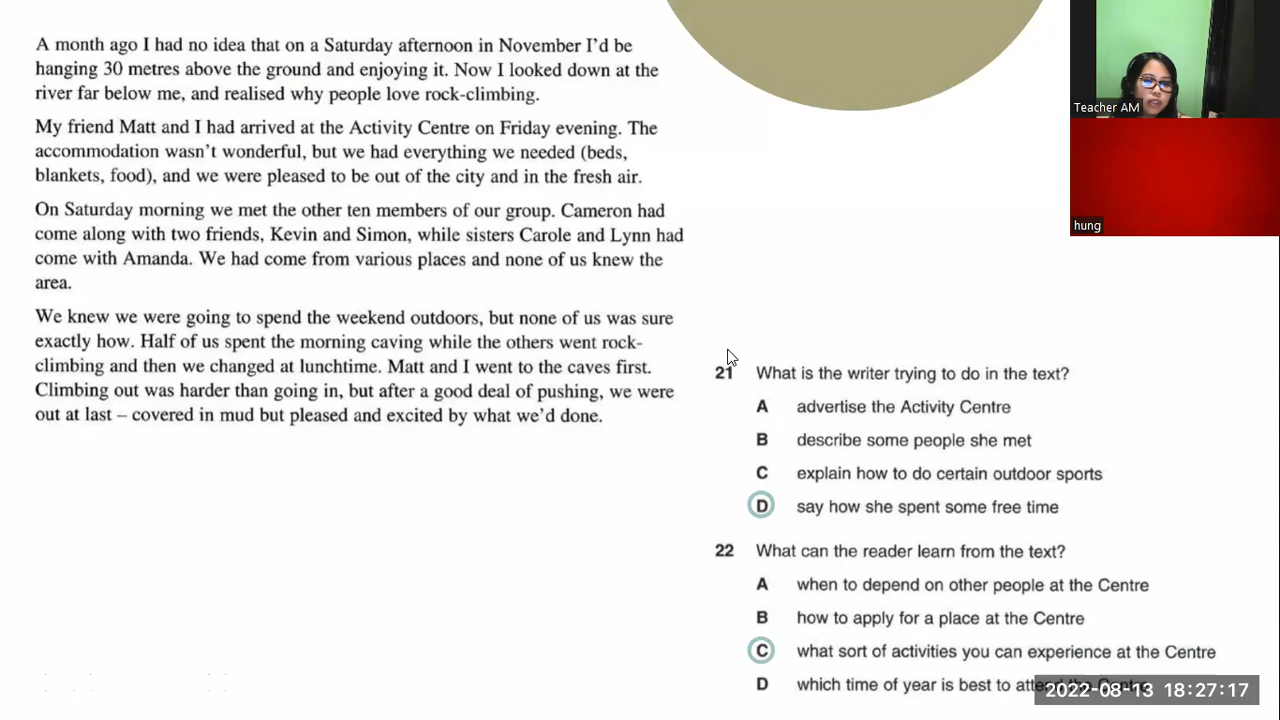 A month ago I had no idea that on a Saturday afternoon in November I'd be
hanging 30 metres above the ground and enjoying it. Now I looked down at the
river far below me, and realised why people love rock-climbing.
My friend Matt and I had arrived at the Activity Centre on Friday evening. The
accommodation wasn't wonderful, but we had everything we needed (beds,
blankets, food), and we were pleased to be out of the city and in the fresh air.
On Saturday morning we met the other ten members of our group. Cameron had
come along with two friends, Kevin and Simon, while sisters Carole and Lynn had
come with Amanda. We had come from various places and none of us knew the
area.
We knew we were going to spend the weekend outdoors, but none of us was sure
exactly how. Half of us spent the morning caving while the others went rock-
climbing and then we changed at lunchtime. Matt and I went to the caves first.
Climbing out was harder than going in, but after a good deal of pushing, we were
out at last – covered in mud but pleased and excited by what we'd done.
Teacher AM
hung
21 What is the writer trying to do in the text?
A advertise the Activity Centre
B describe some people she met
C explain how to do certain outdoor sports
D say how she spent some free time
22 What can the reader learn from the text?
A when to depend on other people at the Centre
B how to apply for a place at the Centre
C what sort of activities you can experience at the Centre
D which time of year is best to
2022-08-13 18:27:17